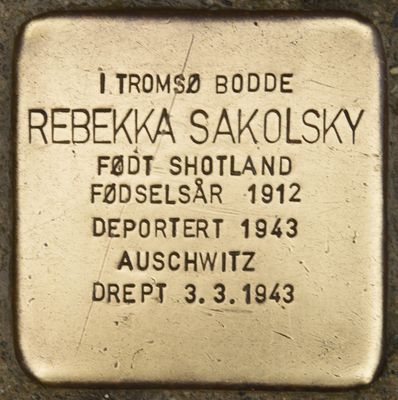 I TROMSØ BODDE
REBEKKA SAKOLSKY
FØDT SHOTLAND
FØDSELSÅR 1912
DEPORTERT 1943
AUSCHWITZ
DREPT 3.3.1943